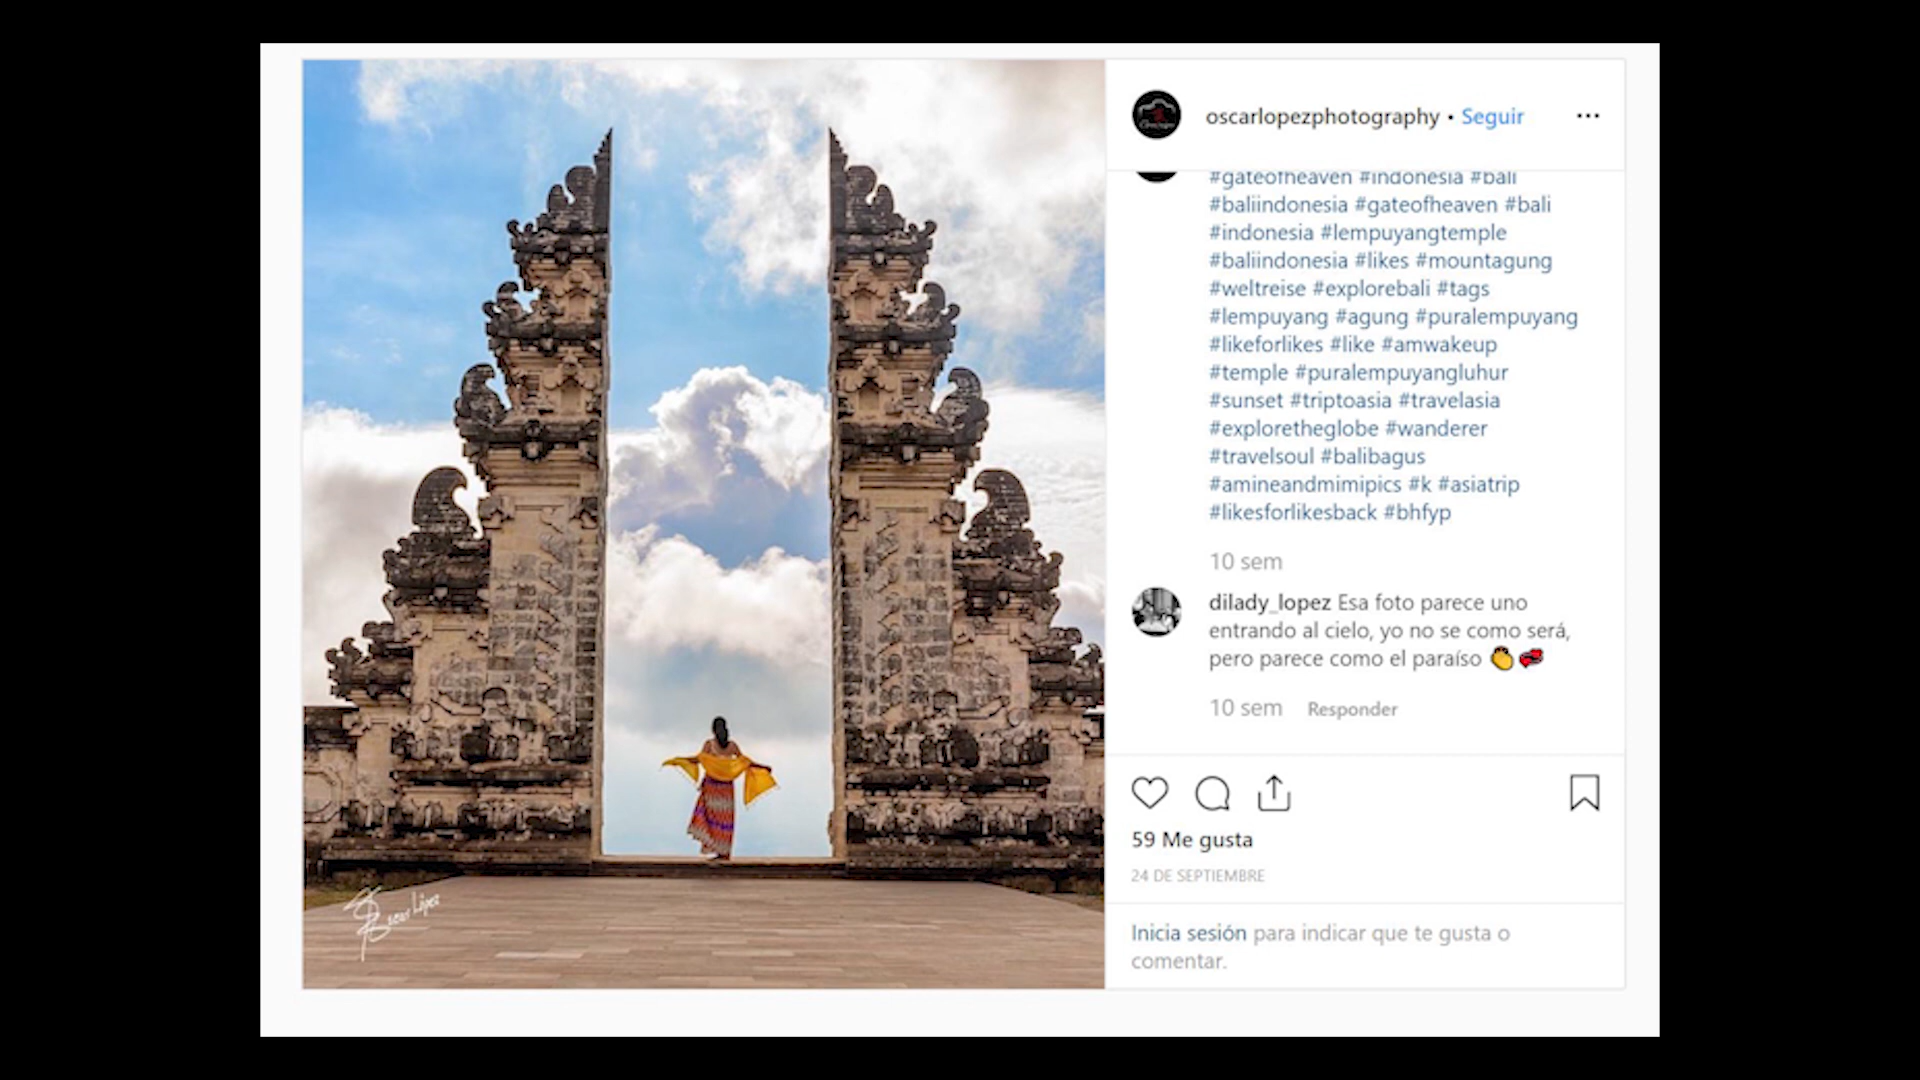 oscarlopezphotography • Seguir
#gateofheaven #indonesia #bali
#baliindonesia #gateofheaven #bali
#indonesia #lempuyangtemple
#baliindonesia #likes #mountagung
#weltreise #explorebali #tags
#lempuyang #agung #puralempuyang
#likeforlikes #like #amwakeup
#temple #puralempuyangluhur
#sunset #triptoasia #travelasia
#exploretheglobe #wanderer
#travelsoul #balibagus
#amineandmimipics #k #asiatrip
#likesforlikesback #bhfyp
10 sem
dilady_lopez Esa foto parece uno
entrando al cielo, yo no se como será,
pero parece como el paraíso
10 sem Responder
59 Me gusta
24 DE SEPTIEMBRE
Inicia sesión para indicar que te gusta o
comentar.
Oscar López